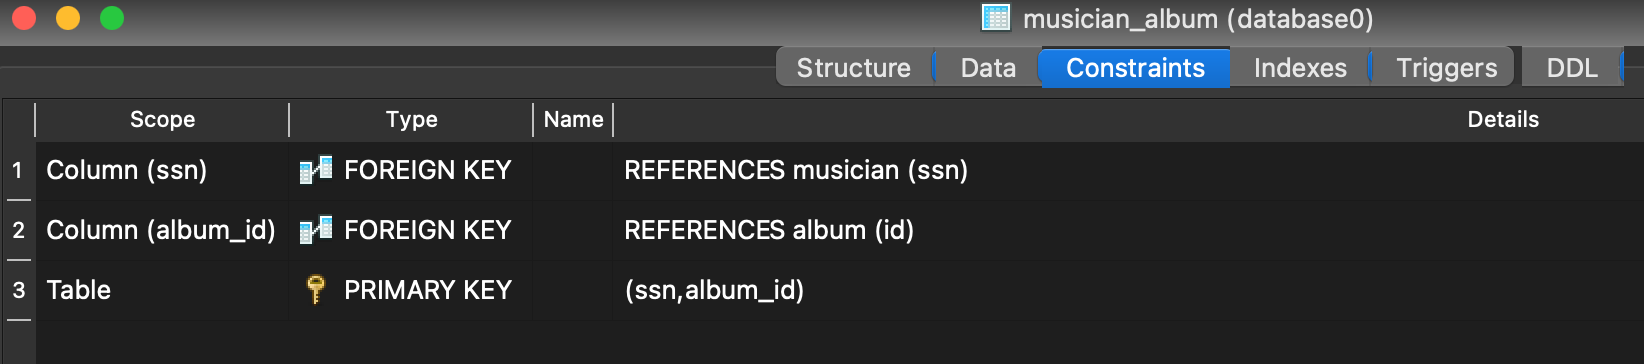 musician_album (database0)
Structure Data Constraints Indexes Triggers DDL
Scope Type Name Details
1 Column (ssn) FOREIGN KEY REFERENCES musician (ssn)
2 Column (album_id) FOREIGN KEY REFERENCES album (id)
3 Table PRIMARY KEY (ssn,album_id)